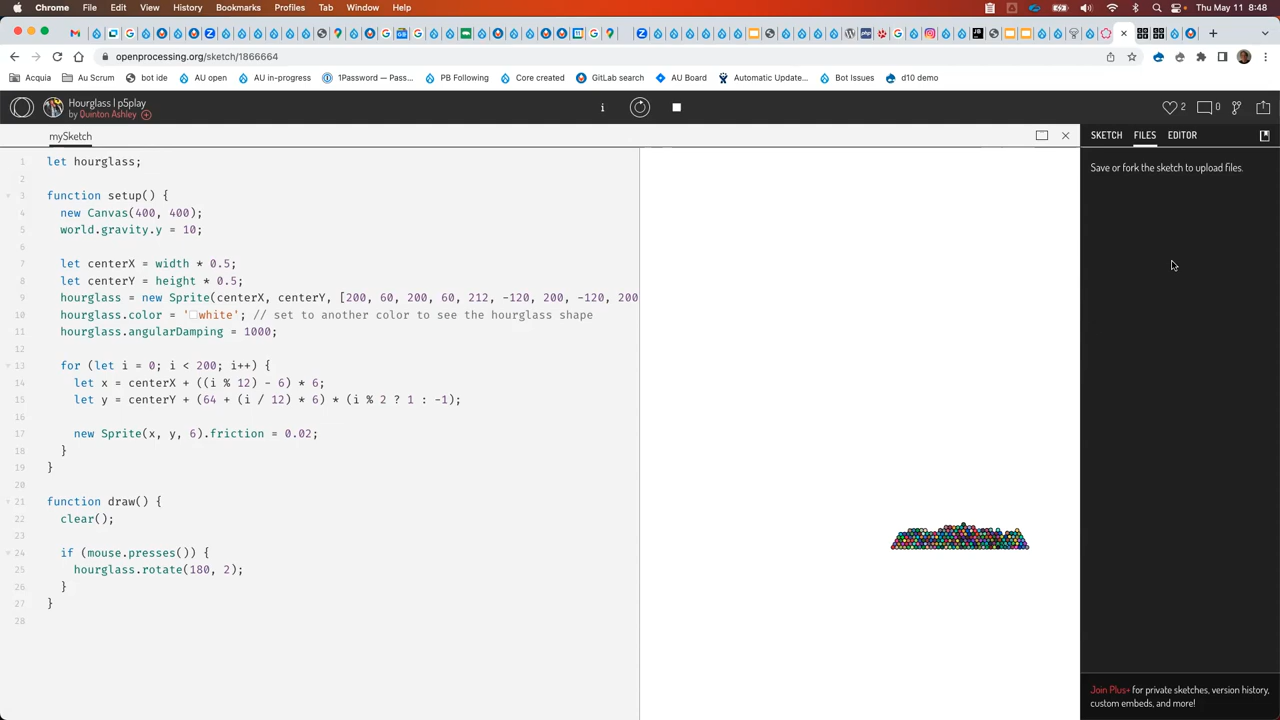 Chrome File Edit View History Bookmarks Profiles Tab Window Help Thu May 11 8:48
openprocessing.org/sketch/1866664
Acquia Au Scrum bot ide AU open AU in-progress 1Password — Pass... PB Following Core created GitLab search AU Board Automatic Update... Bot Issues d10 demo
Hourglass | p5play
by Quinton Ashley
2 0
mySketch
SKETCH FILES EDITOR
Save or fork the sketch to upload files.
1 let hourglass;
2
3 function setup() {
4 new Canvas(400, 400);
5 world.gravity.y = 10;
6
7 let centerX = width * 0.5;
8 let centerY = height * 0.5;
9 hourglass = new Sprite(centerX, centerY, [200, 60, 200, 60, 212, -120, 200, -120, 200
10 hourglass.color = 'white'; // set to another color to see the hourglass shape
11 hourglass.angularDamping = 1000;
12
13 for (let i = 0; i < 200; i++) {
14 let x = centerX + ((i % 12) - 6) * 6;
15 let y = centerY + (64 + (i / 12) * 6) * (i % 2 ? 1 : -1);
16
17 new Sprite(x, y, 6).friction = 0.02;
18 }
19 }
20
21 function draw() {
22 clear();
23
24 if (mouse.presses()) {
25 hourglass.rotate(180, 2);
26 }
27 }
28
Join Plus+ for private sketches, version history,
custom embeds, and more!